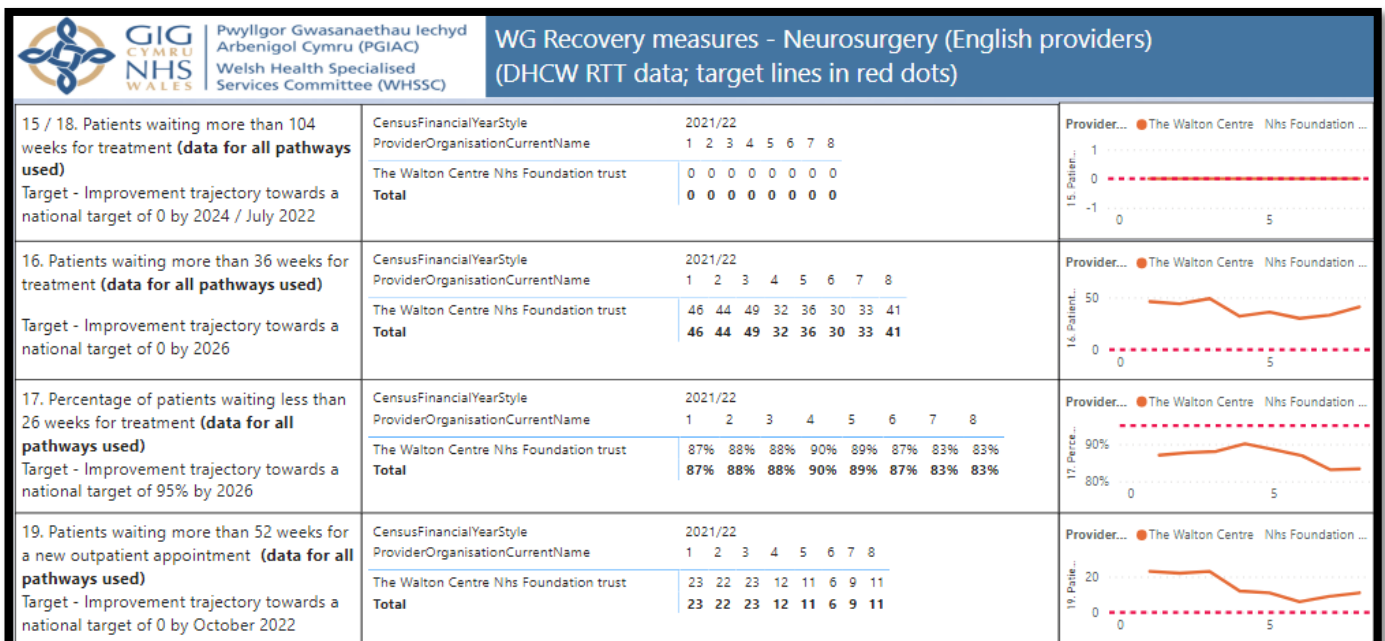 GIG
CYMRU
NHS
WALES
Pwyllgor Gwasanaethau Iechyd
Arbenigol Cymru (PGIAC)
Welsh Health Specialised
Services Committee (WHSSC)
WG Recovery measures - Neurosurgery (English providers)
(DHCW RTT data; target lines in red dots)
15 / 18. Patients waiting more than 104
weeks for treatment (data for all pathways
used)
Target - Improvement trajectory towards a
national target of 0 by 2024 / July 2022
CensusFinancialYearStyle 2021/22
ProviderOrganisationCurrentName 1 2 3 4 5 6 7 8
The Walton Centre Nhs Foundation trust 0 0 0 0 0 0 0 0
Total 0 0 0 0 0 0 0 0
Provider... The Walton Centre Nhs Foundation ...
15. Patien...
1
0
-1
0 5
16. Patients waiting more than 36 weeks for
treatment (data for all pathways used)
Target - Improvement trajectory towards a
national target of 0 by 2026
CensusFinancialYearStyle 2021/22
ProviderOrganisationCurrentName 1 2 3 4 5 6 7 8
The Walton Centre Nhs Foundation trust 46 44 49 32 36 30 33 41
Total 46 44 49 32 36 30 33 41
Provider... The Walton Centre Nhs Foundation ...
16. Patient...
50
0
0 5
17. Percentage of patients waiting less than
26 weeks for treatment (data for all
pathways used)
Target - Improvement trajectory towards a
national target of 95% by 2026
CensusFinancialYearStyle 2021/22
ProviderOrganisationCurrentName 1 2 3 4 5 6 7 8
The Walton Centre Nhs Foundation trust 87% 88% 88% 90% 89% 87% 83% 83%
Total 87% 88% 88% 90% 89% 87% 83% 83%
Provider... The Walton Centre Nhs Foundation ...
17. Perce...
90%
80%
0 5
19. Patients waiting more than 52 weeks for
a new outpatient appointment (data for all
pathways used)
Target - Improvement trajectory towards a
national target of 0 by October 2022
CensusFinancialYearStyle 2021/22
ProviderOrganisationCurrentName 1 2 3 4 5 6 7 8
The Walton Centre Nhs Foundation trust 23 22 23 12 11 6 9 11
Total 23 22 23 12 11 6 9 11
Provider... The Walton Centre Nhs Foundation ...
19. Patie...
20
0
0 5